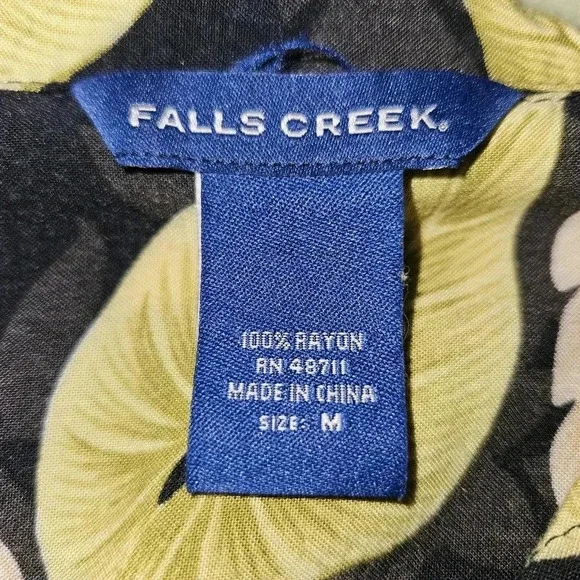 FALLS CREEK®
100% RAYON
RN 48711
MADE IN CHINA
SIZE: M